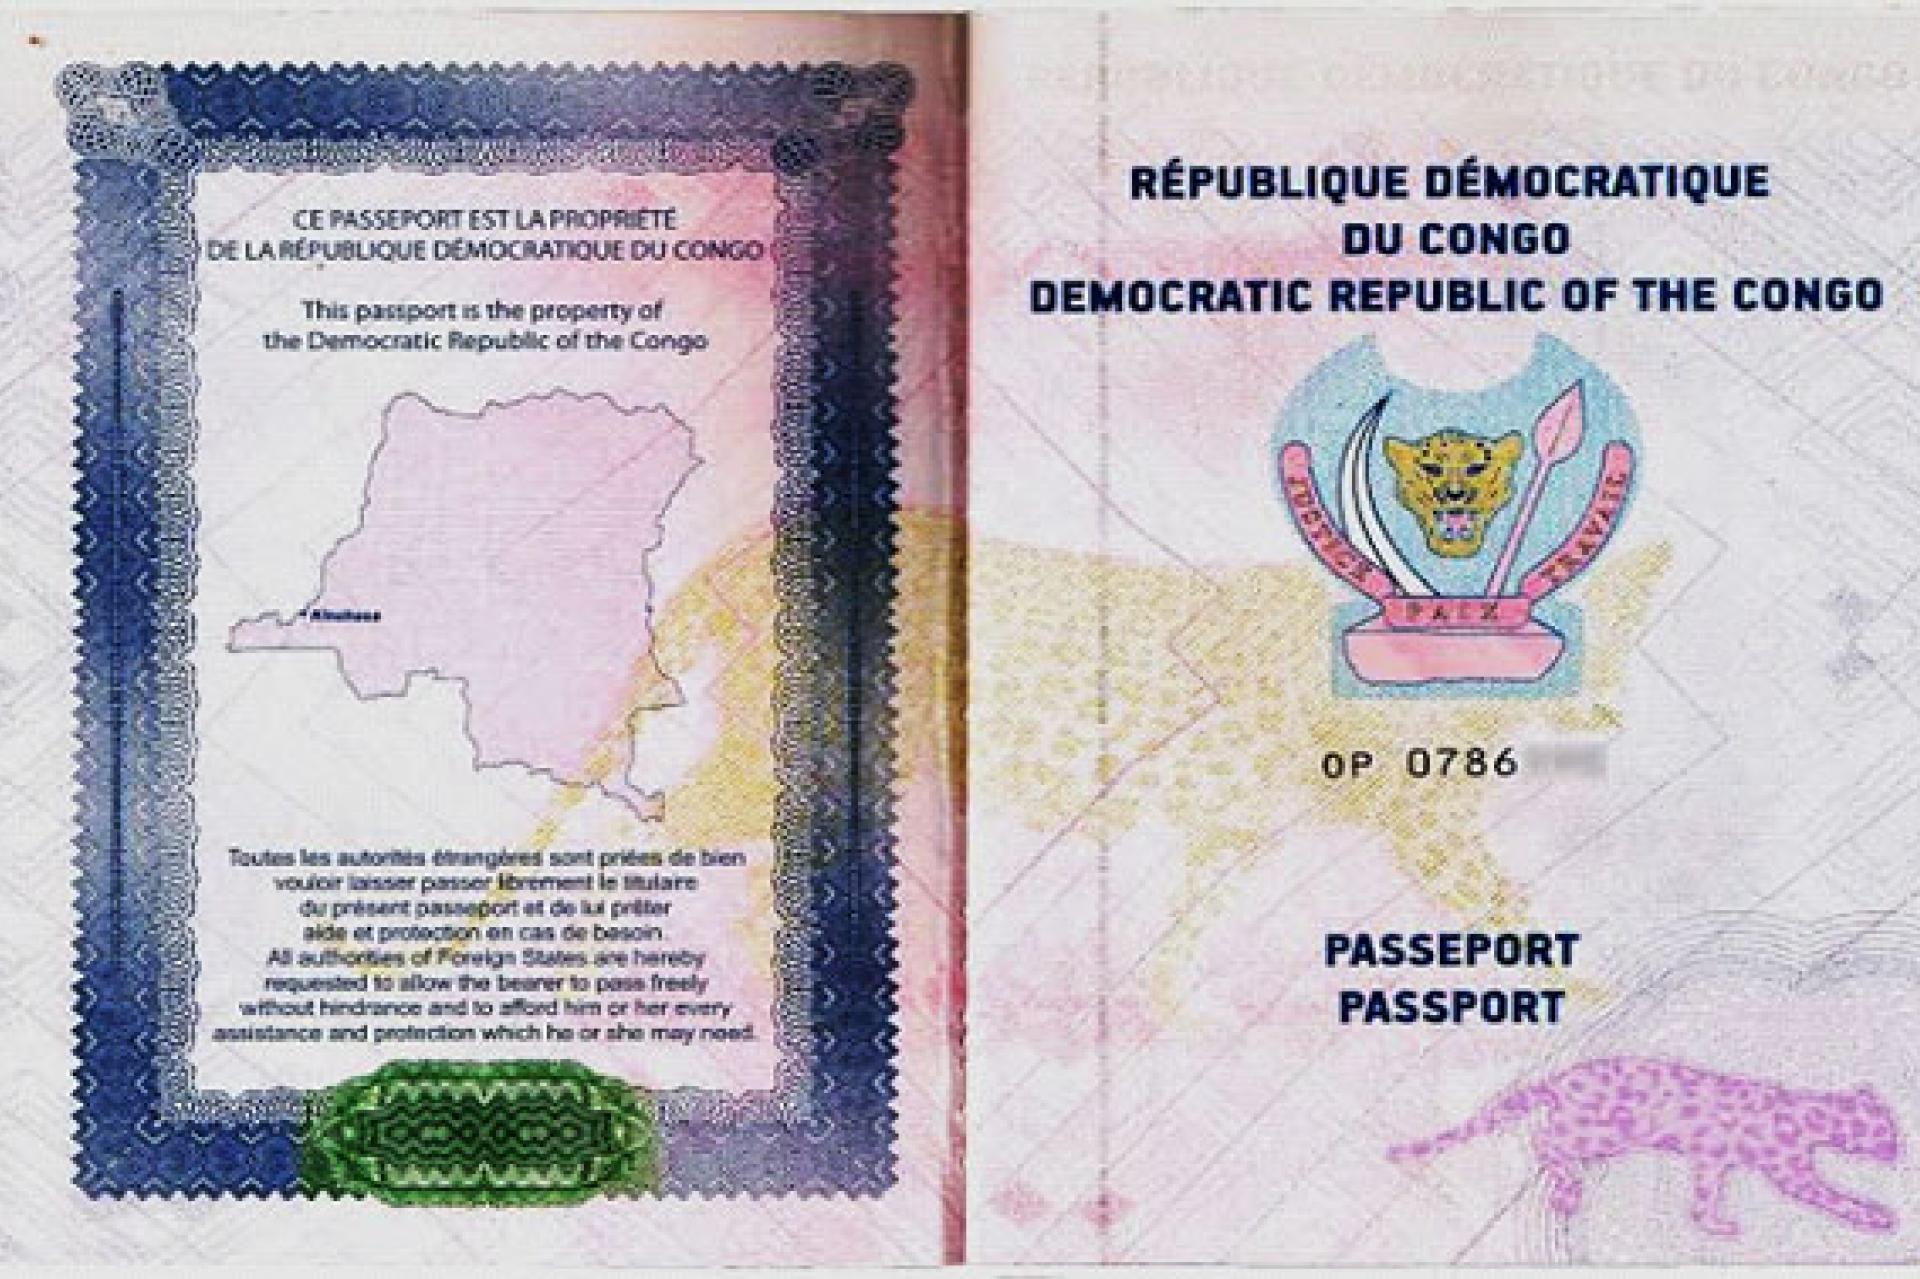 CE PASSEPORT EST LA PROPRIÉTÉ
DE LA RÉPUBLIQUE DÉMOCRATIQUE DU CONGO
This passport is the property of
the Democratic Republic of the Congo
Kinshasa
Toutes les autorités étrangères sont priées de bien
vouloir laisser passer librement le titulaire
du présent passeport et de lui prêter
aide et protection en cas de besoin.
All authorities of Foreign States are hereby
requested to allow the bearer to pass freely
without hindrance and to afford him or her every
assistance and protection which he or she may need.
RÉPUBLIQUE DÉMOCRATIQUE
DU CONGO
DEMOCRATIC REPUBLIC OF THE CONGO
JUSTICE
PAIX
TRAVAIL
OP 0786
PASSEPORT
PASSPORT